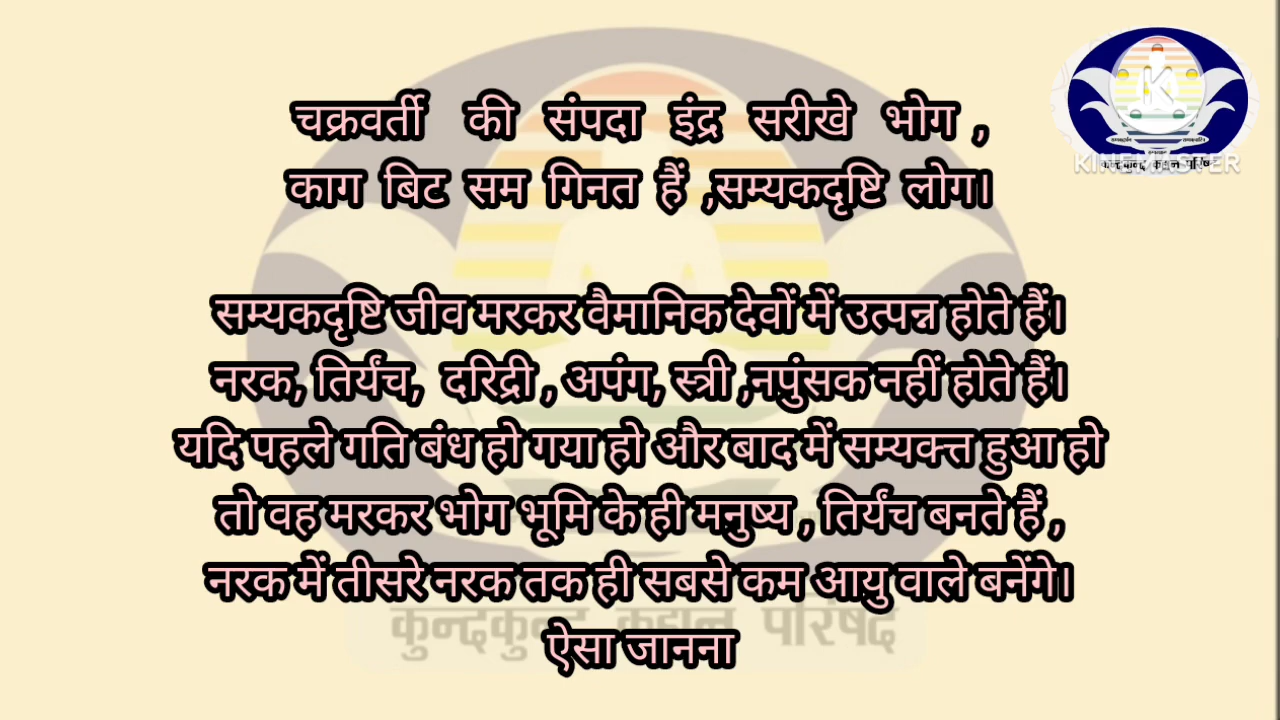 चक्रवर्ती की संपदा इंद्र सरीखे भोग ,
काग बिट सम गिनत हैं ,सम्यकदृष्टि लोग।
सम्यकदृष्टि जीव मरकर वैमानिक देवों में उत्पन्न होते हैं।
नरक, तिर्यंच, दरिद्री , अपंग, स्त्री ,नपुंसक नहीं होते हैं।
यदि पहले गति बंध हो गया हो और बाद में सम्यक्त्त हुआ हो
तो वह मरकर भोग भूमि के ही मनुष्य , तिर्यंच बनते हैं ,
नरक में तीसरे नरक तक ही सबसे कम आयु वाले बनेंगे।
ऐसा जानना
कुन्दकुन्द कहान परिषद
KINEMASTER